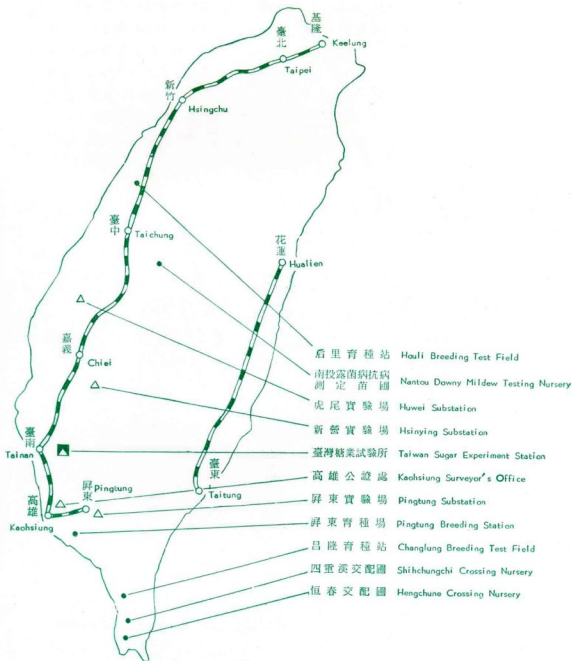 基隆
Keelung
臺北
Taipei
新竹
Hsingchu
臺中
Taichung
花蓮
Hualien
嘉義
Chiei
后里育種站 Houli Breeding Test Field
南投露菌病抗病測定苗圃 Nantou Downy Mildew Testing Nursery
虎尾實驗場 Huwei Substation
新營實驗場 Hsinying Substation
臺南
Tainan
臺灣糖業試驗所 Taiwan Sugar Experiment Station
臺東
Taitung
高雄公證處 Kaohsiung Surveyor's Office
屏東
Pingtung
屏東實驗場 Pingtung Substation
高雄
Kaohsiung
屏東育種場 Pingtung Breeding Station
昌隆育種站 Changlung Breeding Test Field
四重溪交配圃 Shihchungchi Crossing Nursery
恒春交配圃 Hengchune Crossing Nursery